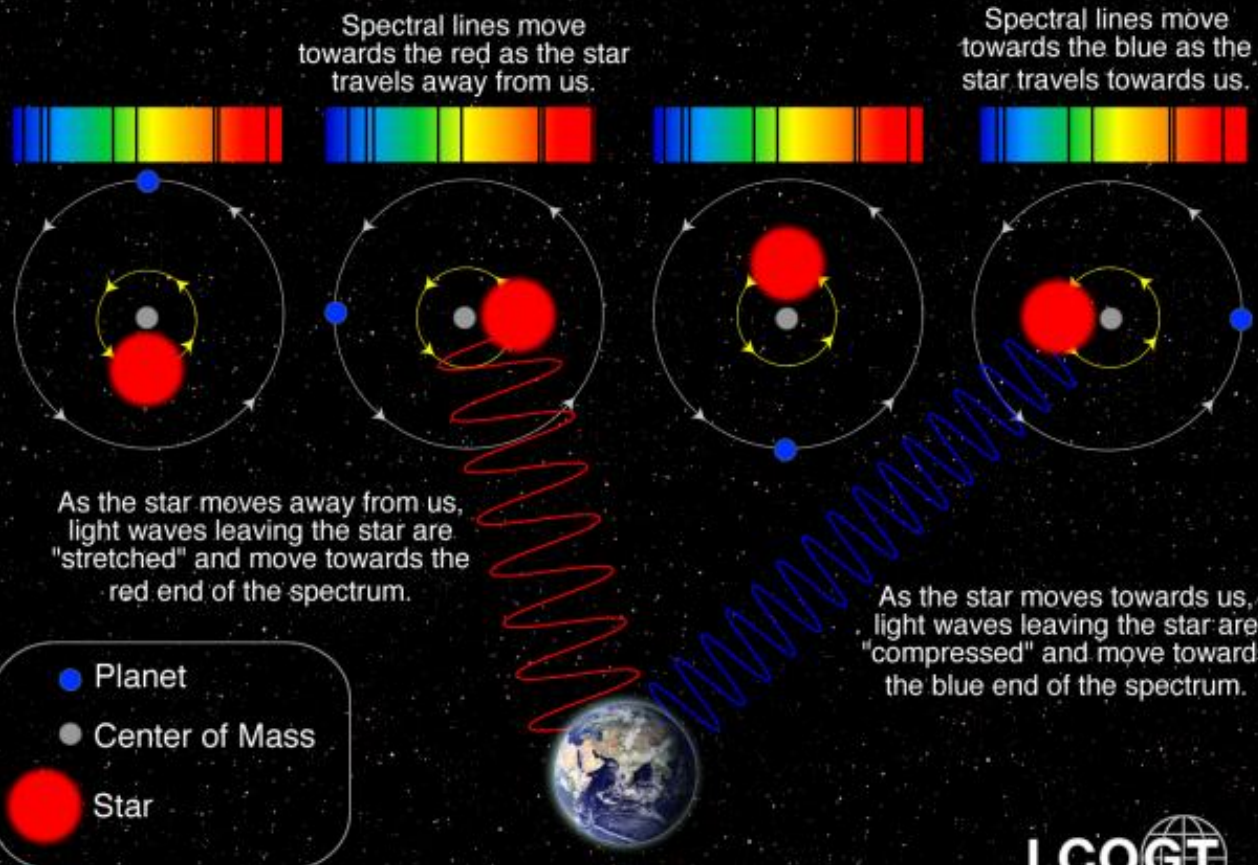 Spectral lines move
towards the red as the star
travels away from us.
Spectral lines move
towards the blue as the
star travels towards us.
As the star moves away from us,
light waves leaving the star are
"stretched" and move towards the
red end of the spectrum.
As the star moves towards us,
light waves leaving the star are
"compressed" and move toward
the blue end of the spectrum.
Planet
Center of Mass
Star
LCOGT